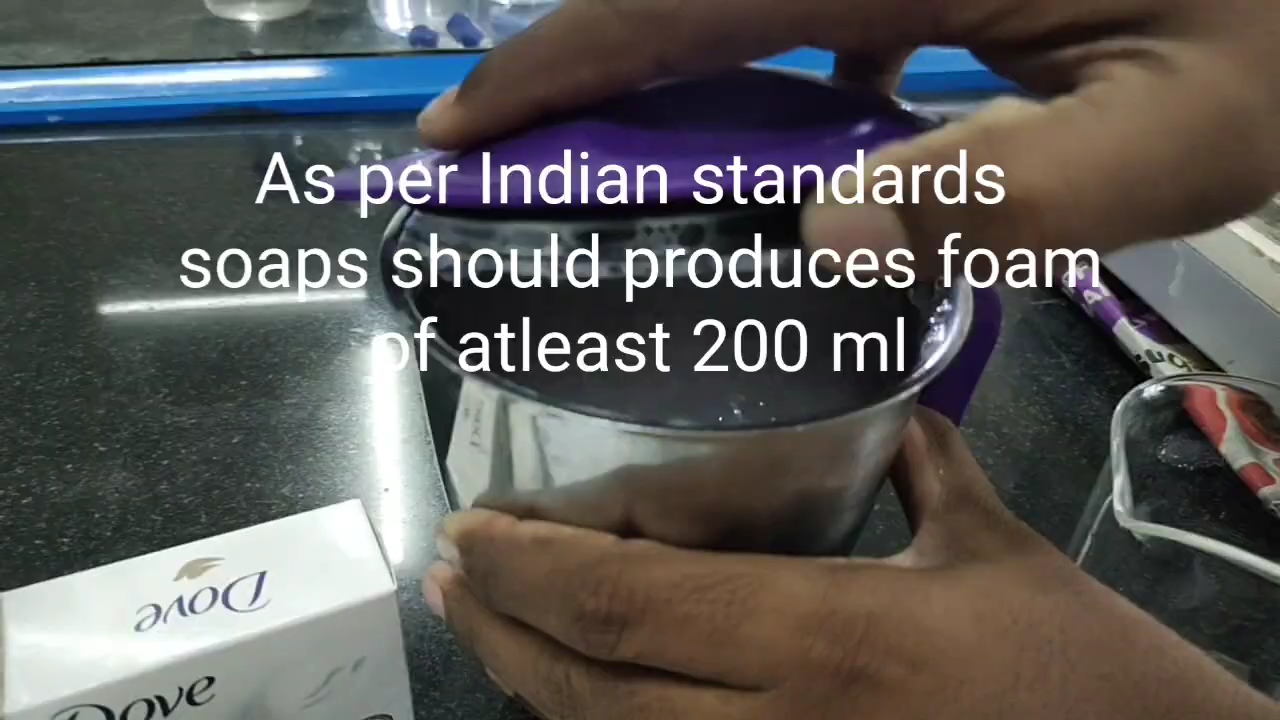 As per Indian standards
soaps should produces foam
of atleast 200 ml
Dove
Dove